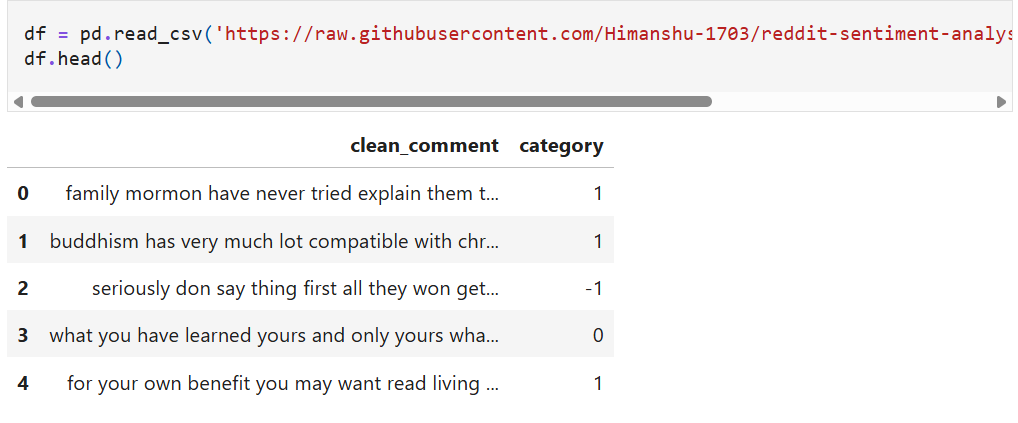 df = pd.read_csv('https://raw.githubusercontent.com/Himanshu-1703/reddit-sentiment-analys
df.head()
clean_comment category
0 family mormon have never tried explain them t... 1
1 buddhism has very much lot compatible with chr... 1
2 seriously don say thing first all they won get... -1
3 what you have learned yours and only yours wha... 0
4 for your own benefit you may want read living ... 1